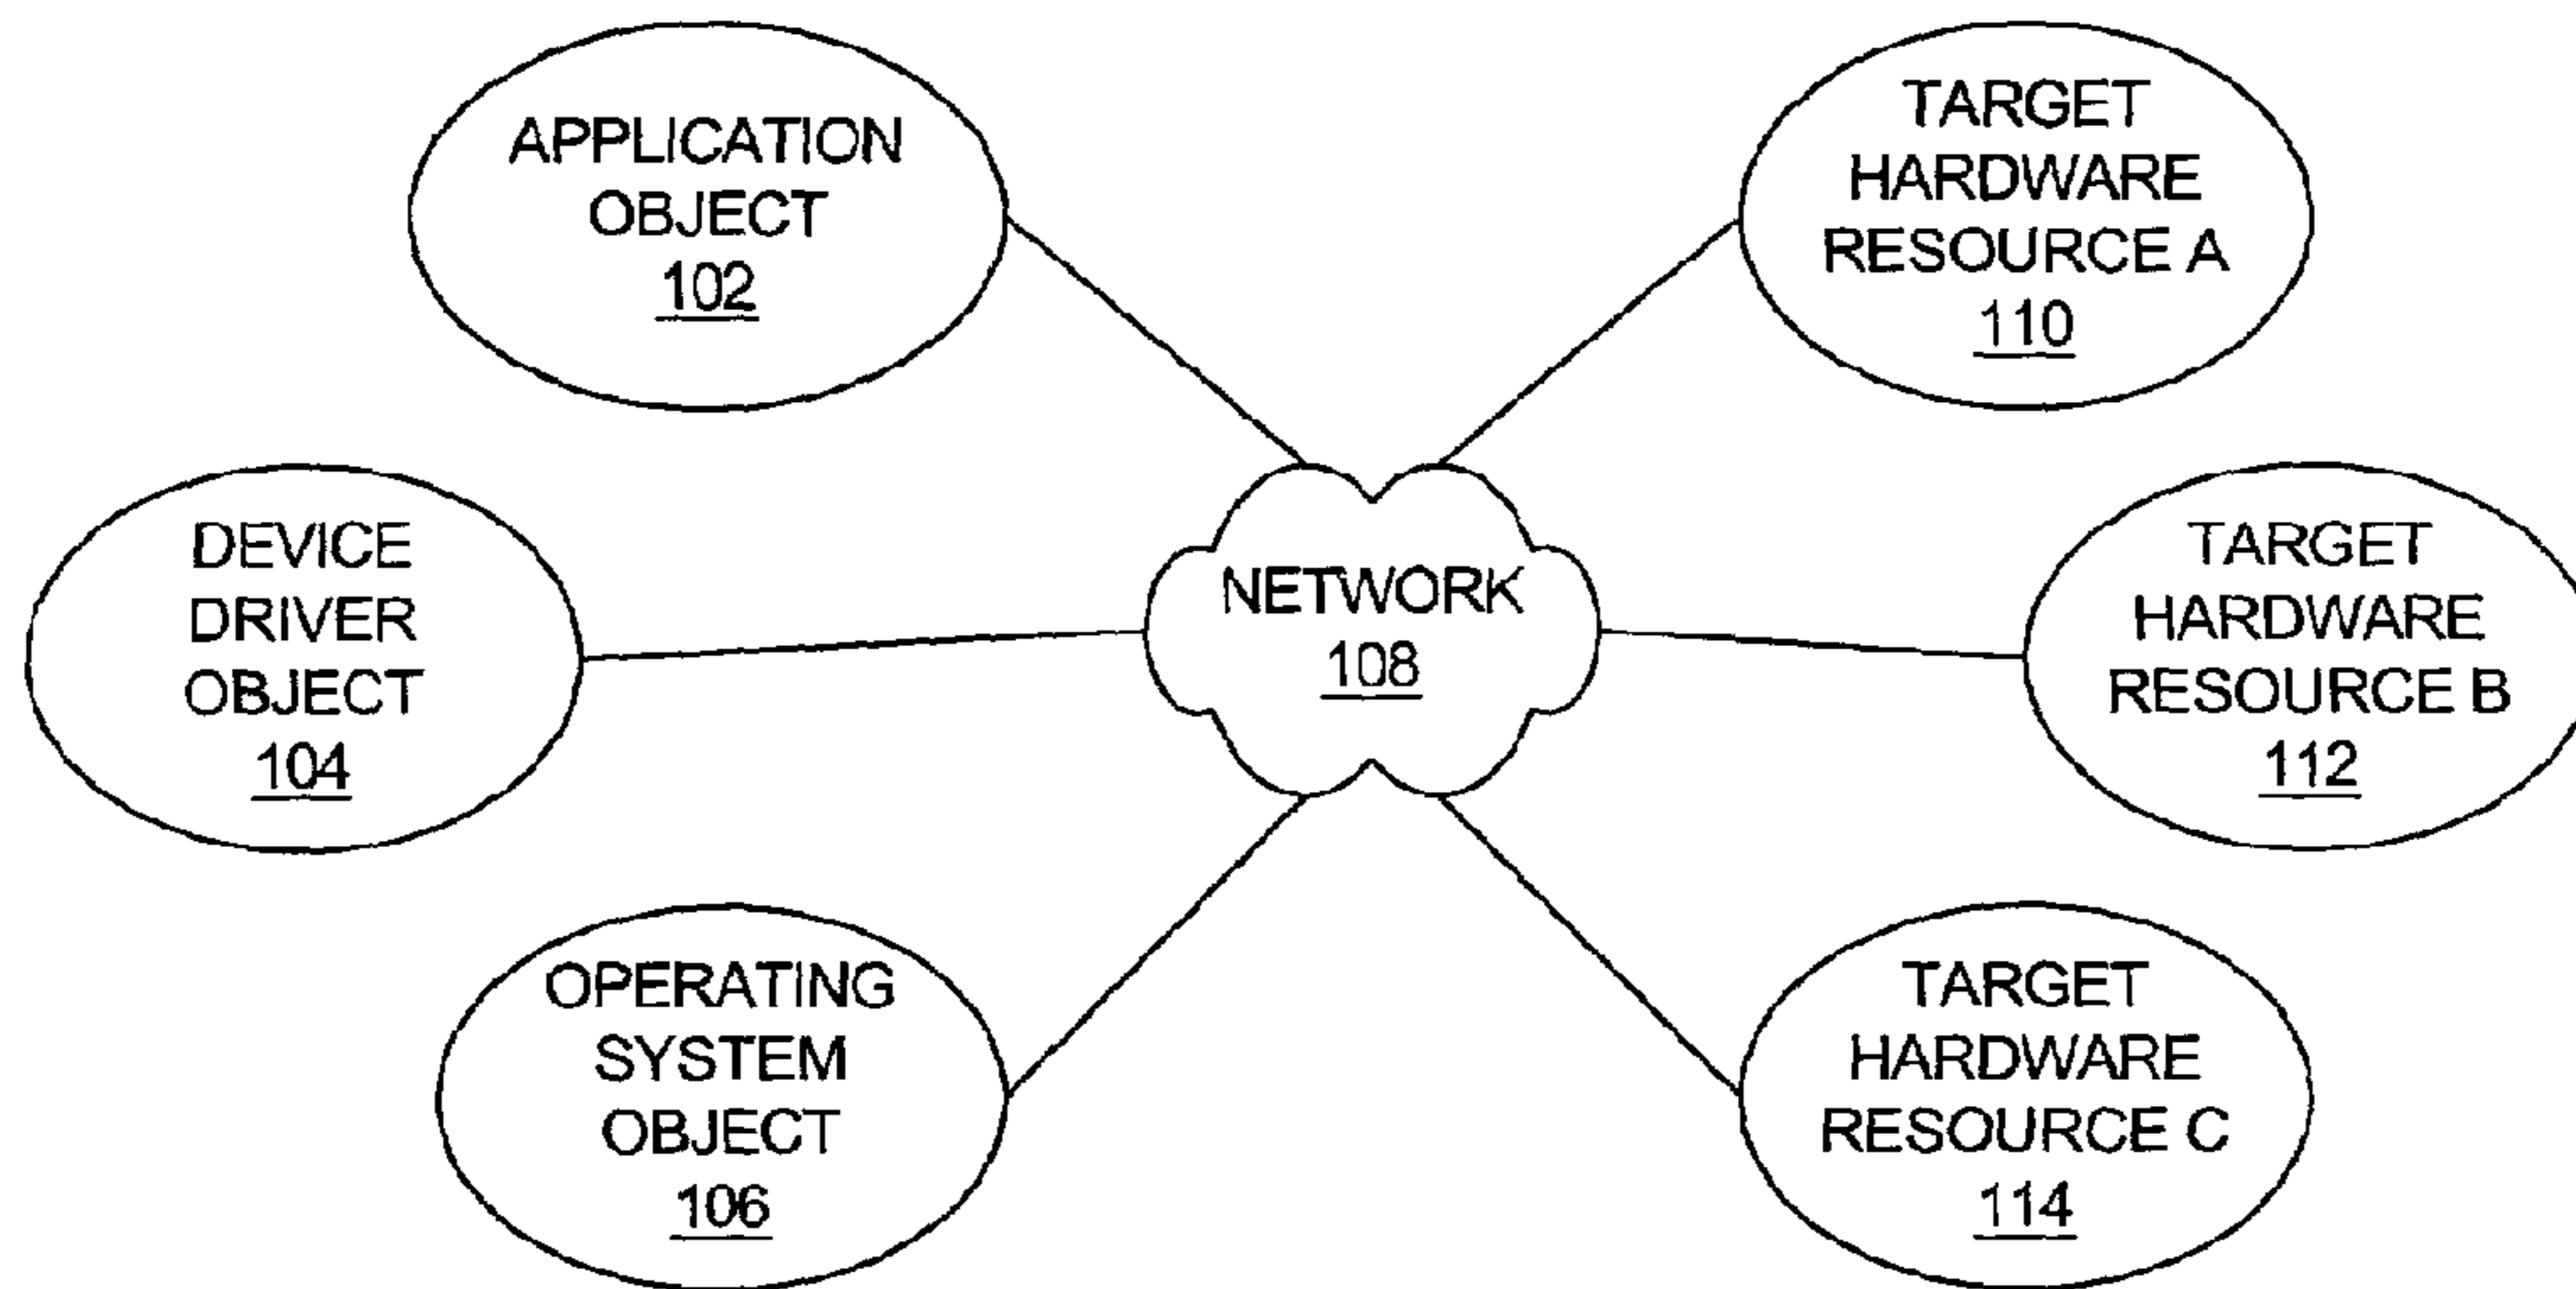 APPLICATION
OBJECT
102
TARGET
HARDWARE
RESOURCE A
110
DEVICE
DRIVER
OBJECT
104
NETWORK
108
TARGET
HARDWARE
RESOURCE B
112
OPERATING
SYSTEM
OBJECT
106
TARGET
HARDWARE
RESOURCE C
114